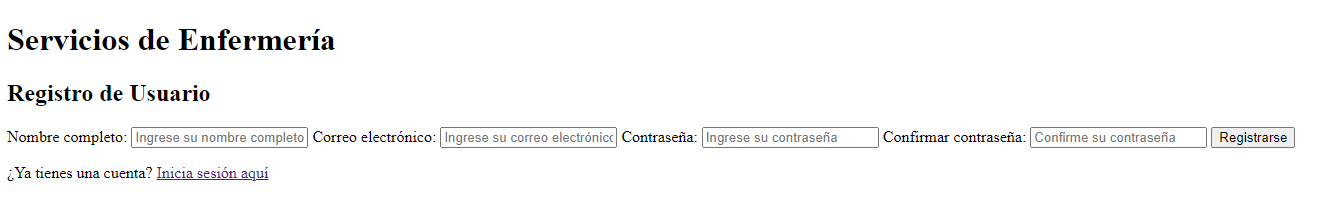 Servicios de Enfermería
Registro de Usuario
Nombre completo: Ingrese su nombre completo Correo electrónico: Ingrese su correo electrónico Contraseña: Ingrese su contraseña Confirmar contraseña: Confirme su contraseña Registrarse
¿Ya tienes una cuenta? Inicia sesión aquí